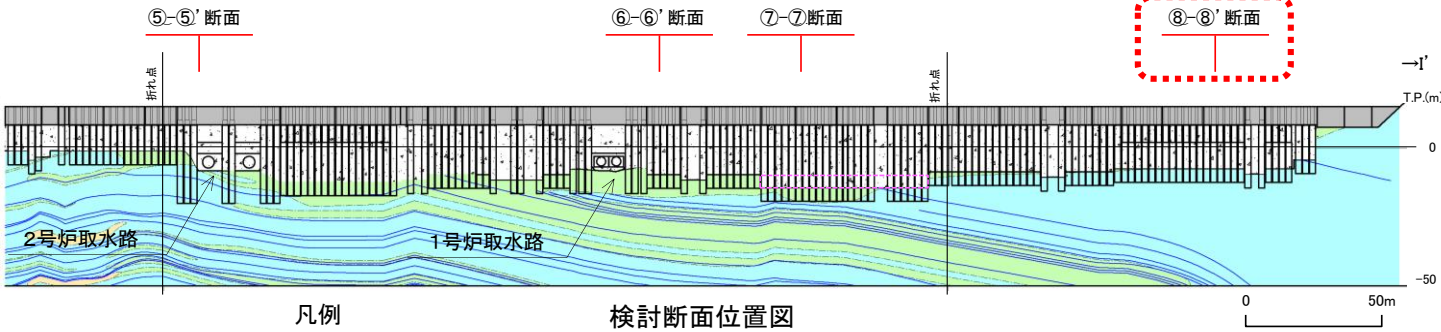 ⑤-⑤' 断面
⑥-⑥' 断面
⑦-⑦断面
⑧-⑧' 断面
→I'
折れ点
折れ点
T.P.(m)
0
2号炉取水路
1号炉取水路
-50
凡例
検討断面位置図
0
50m